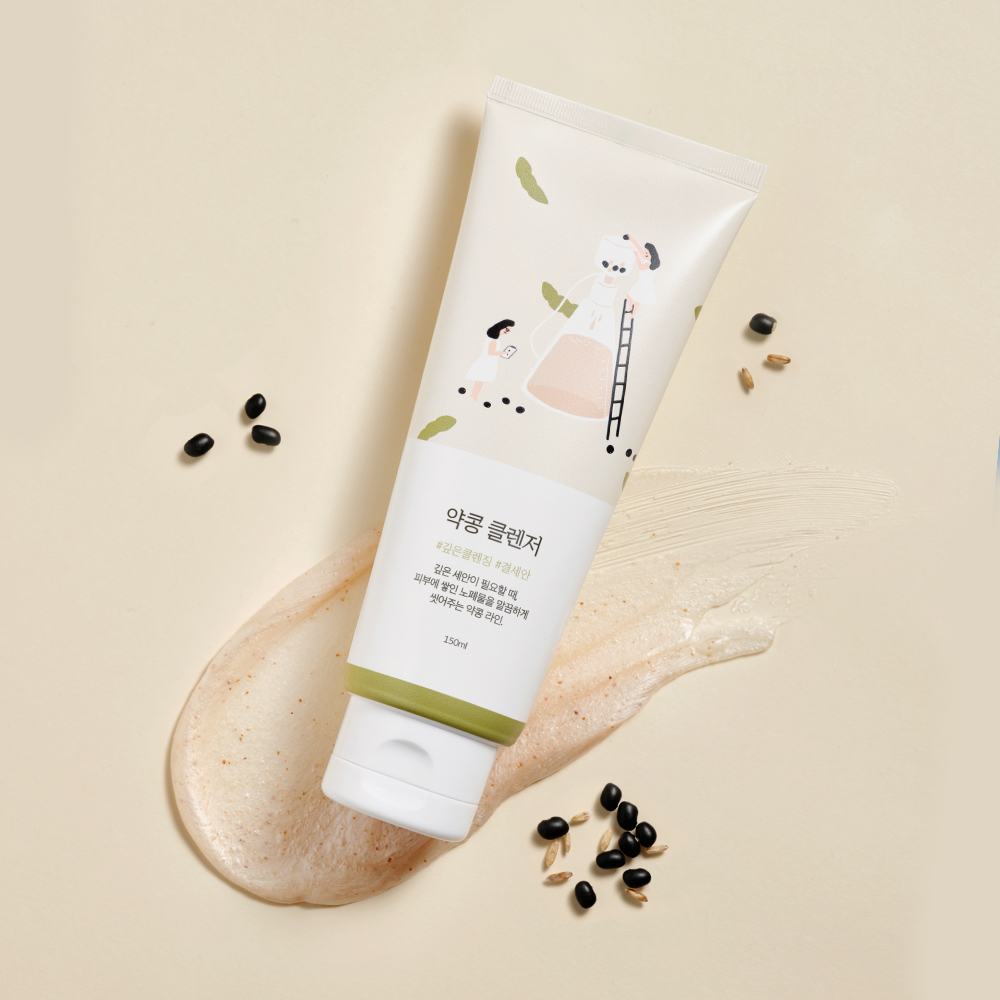 약콩 클렌저
#깊은클렌징 #결세안
깊은 세안이 필요할 때,
피부에 쌓인 노폐물을 말끔하게
씻어주는 약콩 라인.
150ml